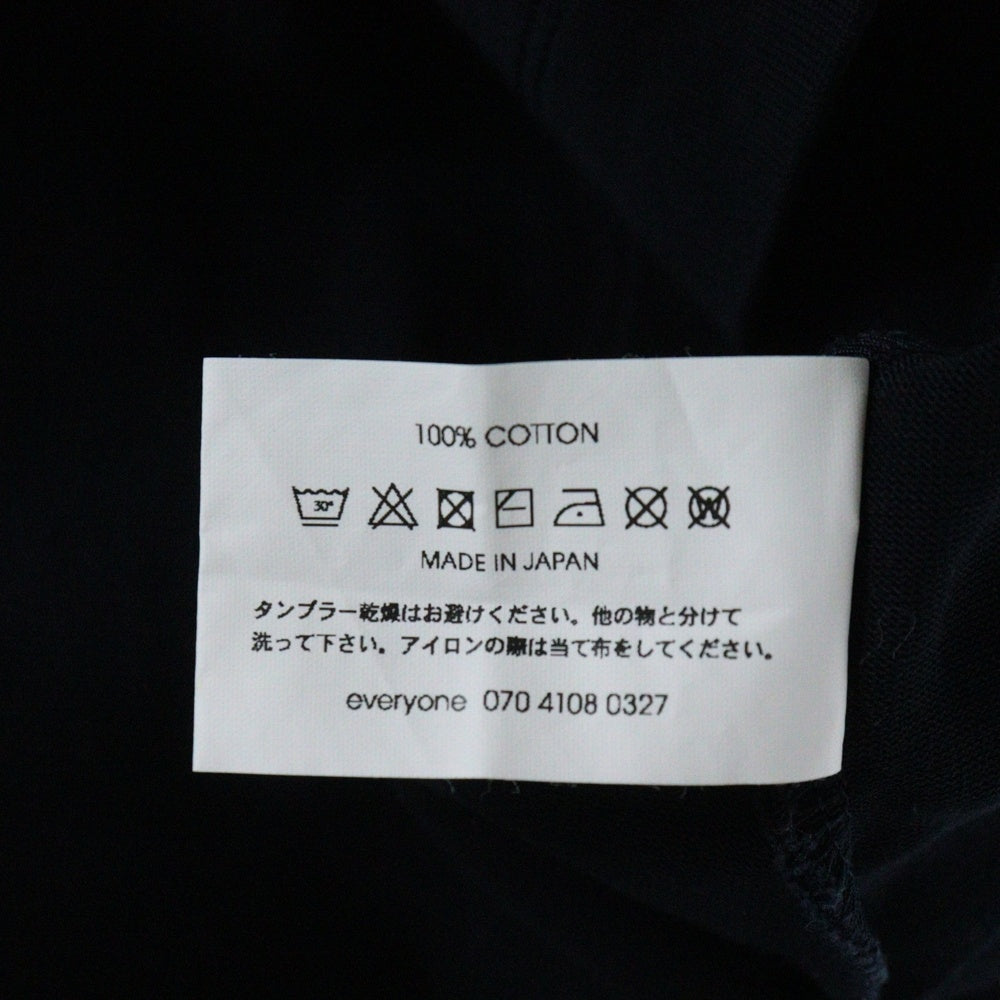 100% COTTON
30°
W
MADE IN JAPAN
タンブラー乾燥はお避けください。他の物と分けて
洗って下さい。アイロンの際は当て布をしてください。
everyone 070 4108 0327